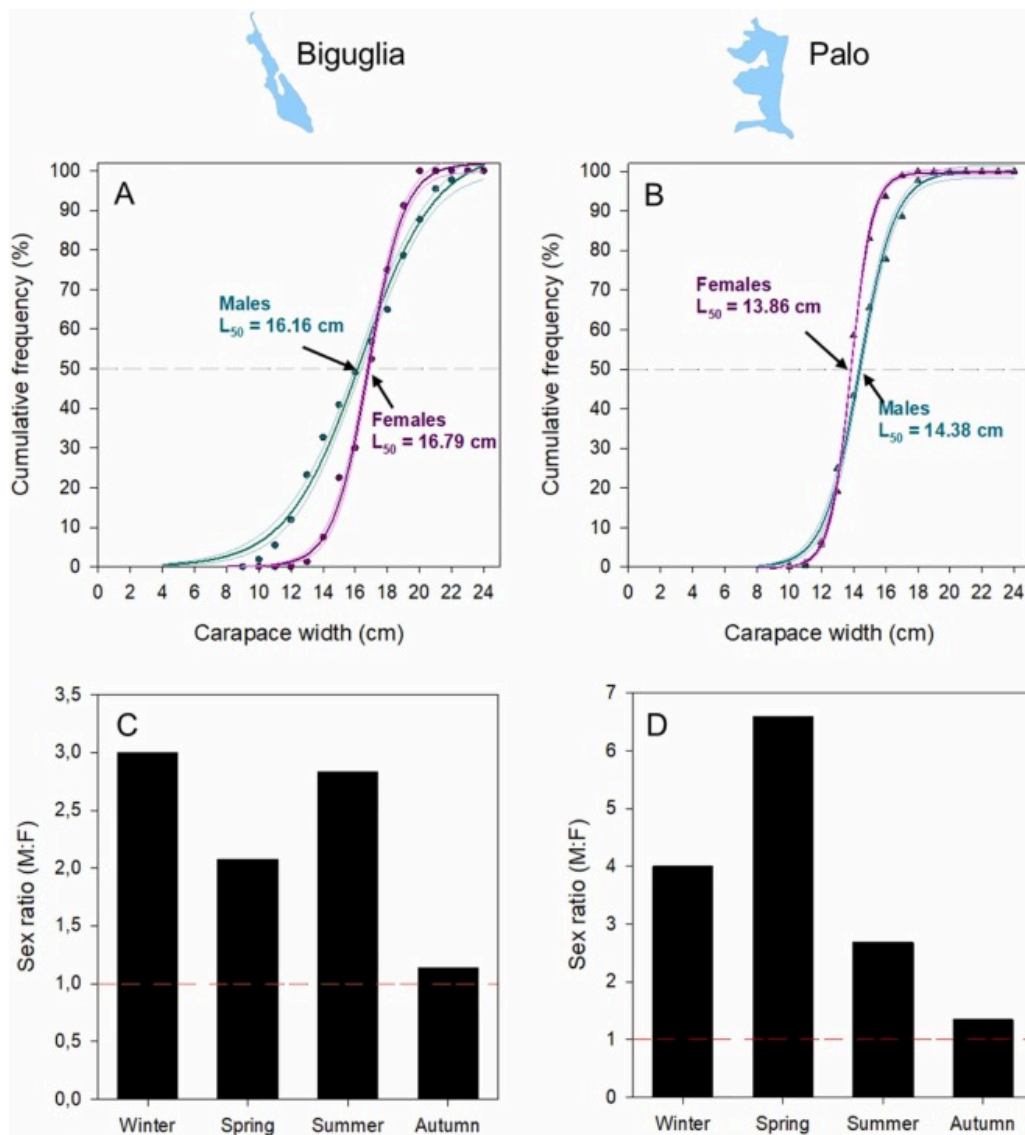 Biguglia
Palo
A
Cumulative frequency (%)
100
90
80
70
60
50
40
30
20
10
0
Males
L50 = 16.16 cm
Females
L50 = 16.79 cm
0 2 4 6 8 10 12 14 16 18 20 22 24
Carapace width (cm)
B
Cumulative frequency (%)
100
90
80
70
60
50
40
30
20
10
0
Females
L50 = 13.86 cm
Males
L50 = 14.38 cm
0 2 4 6 8 10 12 14 16 18 20 22 24
Carapace width (cm)
C
Sex ratio (M:F)
3,5
3,0
2,5
2,0
1,5
1,0
0,5
0,0
Winter Spring Summer Autumn
D
Sex ratio (M:F)
7
6
5
4
3
2
1
0
Winter Spring Summer Autumn